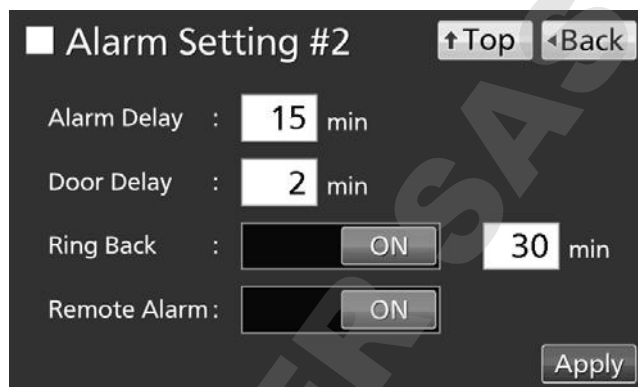 Alarm Setting #2 ↑Top ◂Back
Alarm Delay : 15 min
Door Delay : 2 min
Ring Back : ON 30 min
Remote Alarm: ON
Apply